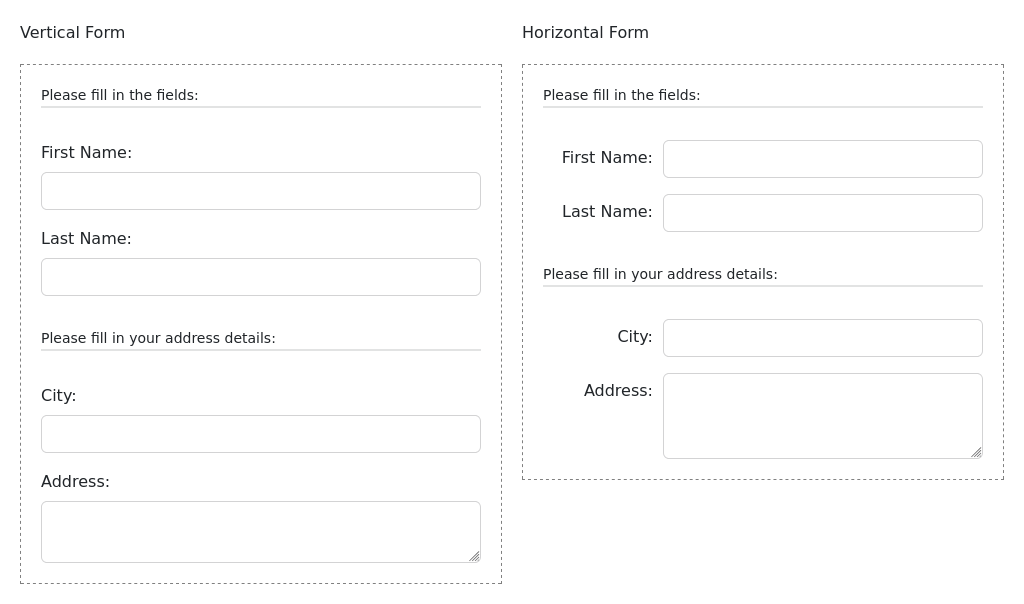 Vertical Form
Please fill in the fields:
First Name:
Last Name:
Please fill in your address details:
City:
Address:
Horizontal Form
Please fill in the fields:
First Name:
Last Name:
Please fill in your address details:
City:
Address: